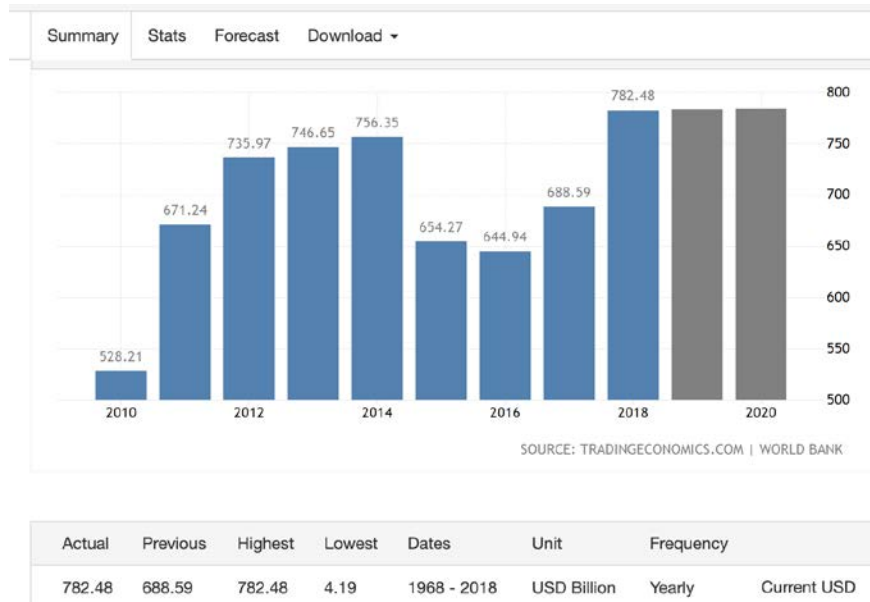 Summary Stats Forecast Download
782.48 800
756.35
746.65
735.97 750
688.59 700
671.24
654.27
644.94 650
600
550
528.21
500
2010 2012 2014 2016 2018 2020
SOURCE: TRADINGECONOMICS.COM | WORLD BANK
Actual Previous Highest Lowest Dates Unit Frequency
782.48 688.59 782.48 4.19 1968 - 2018 USD Billion Yearly Current USD